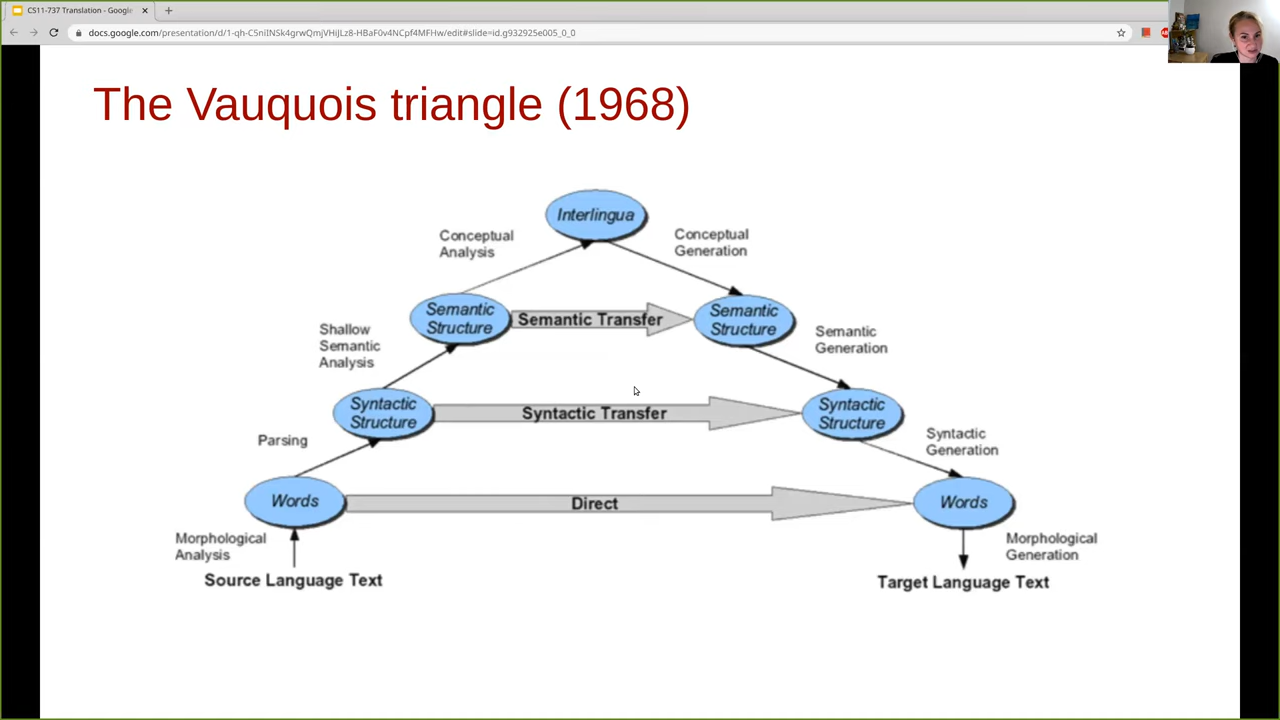 CS11-737 Translation - Google
docs.google.com/presentation/d/1-qh-C5niINSk4grwQmjVHijLz8-HBaF0v4NCpf4MFHw/edit#slide=id.g932925e005_0_0
The Vauquois triangle (1968)
Interlingua
Conceptual
Analysis
Conceptual
Generation
Semantic
Structure
Semantic Transfer
Semantic
Structure
Shallow
Semantic
Analysis
Semantic
Generation
Syntactic
Structure
Syntactic Transfer
Syntactic
Structure
Parsing
Syntactic
Generation
Words
Direct
Words
Morphological
Analysis
Morphological
Generation
Source Language Text
Target Language Text